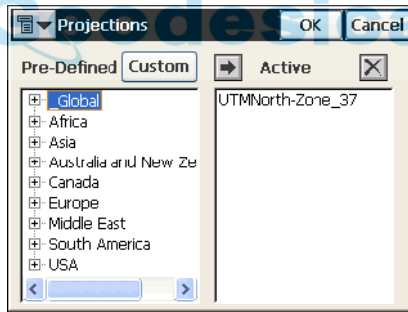 Projections OK Cancel
Pre-Defined Custom Active
_Global
Africa
Asia
Australia and New Ze
Canada
Europe
Middle East
South America
USA
UTMNorth-Zone_37